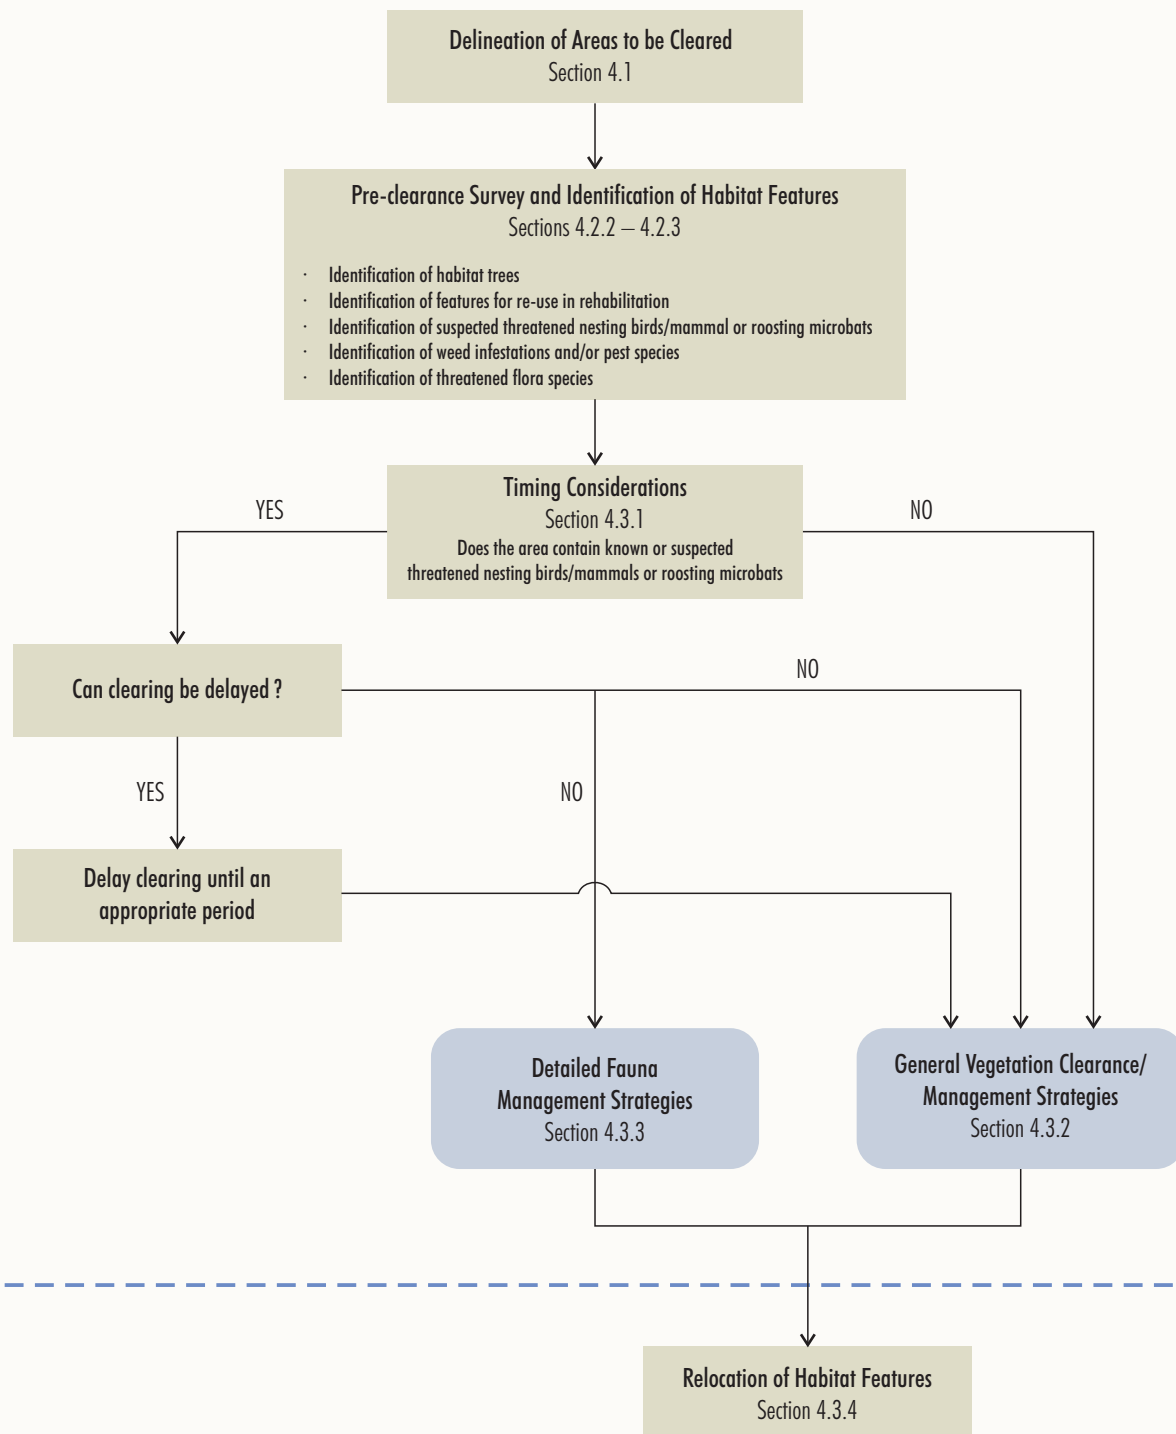 Delineation of Areas to be Cleared
Section 4.1
Pre-clearance Survey and Identification of Habitat Features
Sections 4.2.2 – 4.2.3
· Identification of habitat trees
· Identification of features for re-use in rehabilitation
· Identification of suspected threatened nesting birds/mammal or roosting microbats
· Identification of weed infestations and/or pest species
· Identification of threatened flora species
Timing Considerations
Section 4.3.1
Does the area contain known or suspected
threatened nesting birds/mammals or roosting microbats
YES
NO
Can clearing be delayed ?
NO
YES
NO
Delay clearing until an
appropriate period
Detailed Fauna
Management Strategies
Section 4.3.3
General Vegetation Clearance/
Management Strategies
Section 4.3.2
Relocation of Habitat Features
Section 4.3.4